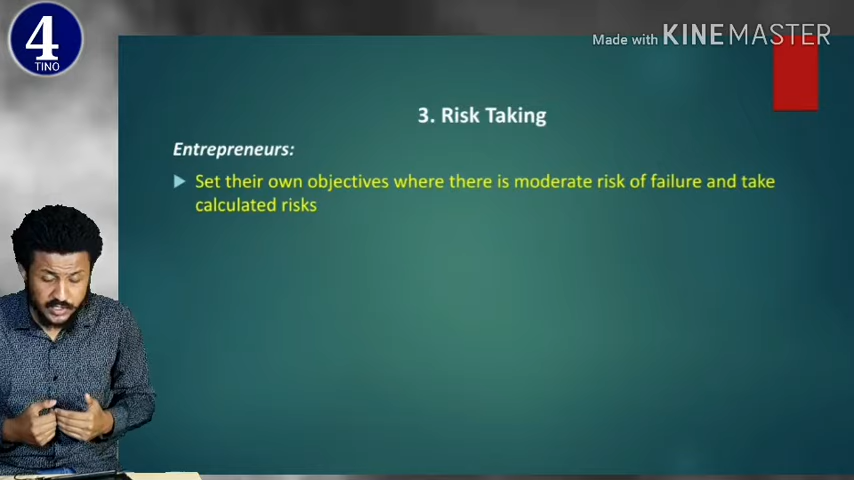 4
TINO
Made with KINEMASTER
3. Risk Taking
Entrepreneurs:
Set their own objectives where there is moderate risk of failure and take
calculated risks